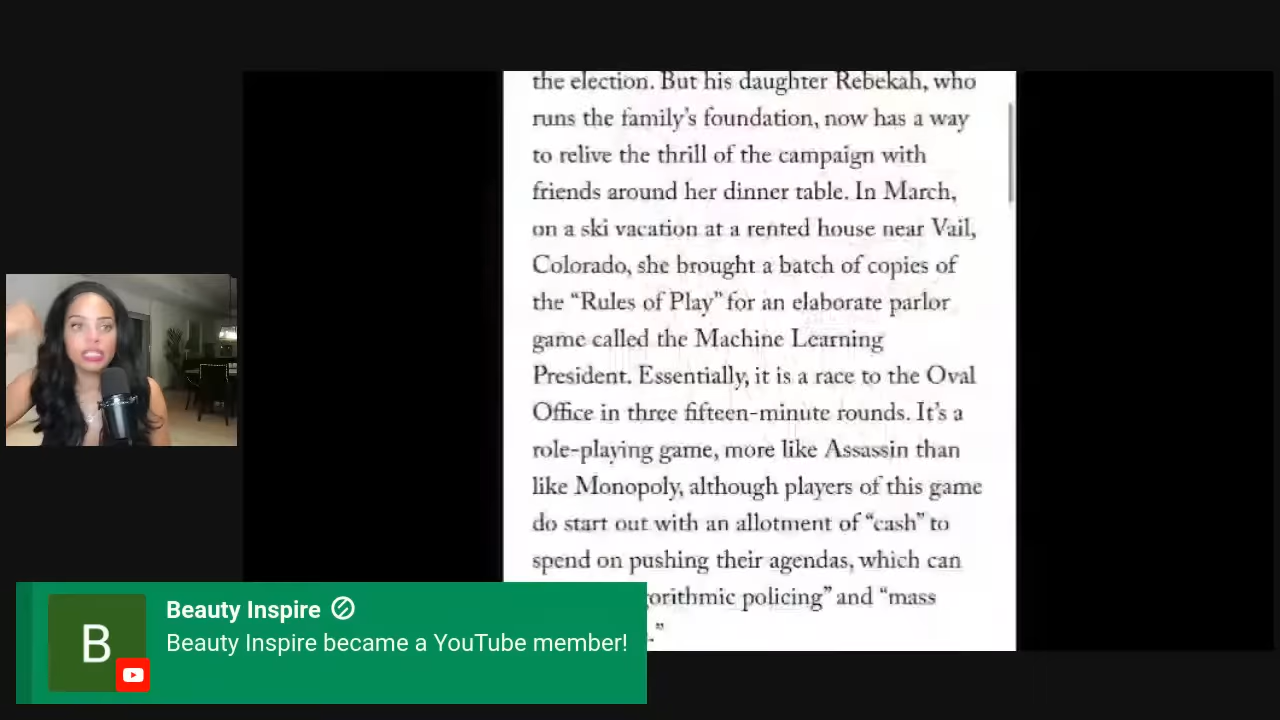 the election. But his daughter Rebekah, who
runs the family's foundation, now has a way
to relive the thrill of the campaign with
friends around her dinner table. In March,
on a ski vacation at a rented house near Vail,
Colorado, she brought a batch of copies of
the “Rules of Play” for an elaborate parlor
game called the Machine Learning
President. Essentially, it is a race to the Oval
Office in three fifteen-minute rounds. It's a
role-playing game, more like Assassin than
like Monopoly, although players of this game
do start out with an allotment of “cash” to
spend on pushing their agendas, which can
policing” and “mass
B
Beauty Inspire
Beauty Inspire became a YouTube member!